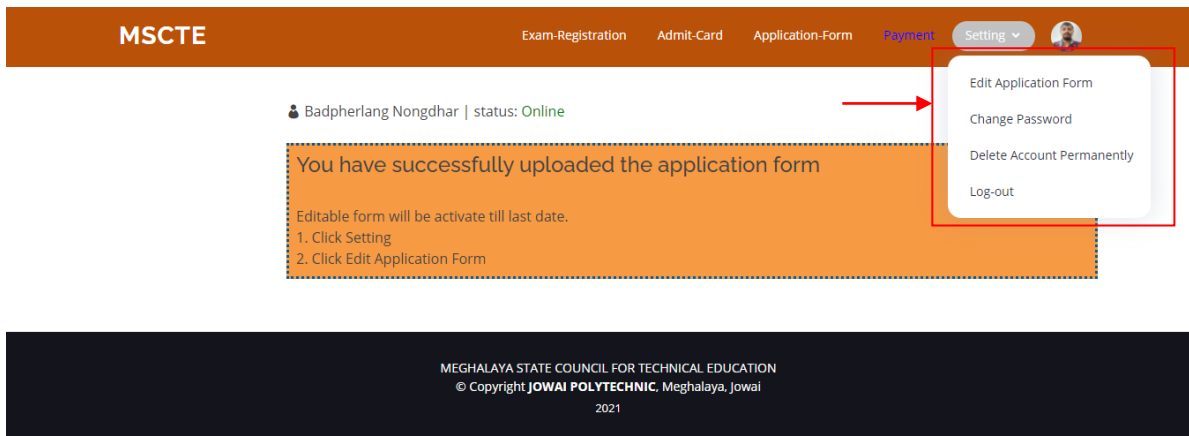 MSCTE
Exam-Registration Admit-Card Application-Form Payment Setting
Edit Application Form
Change Password
Delete Account Permanently
Log-out
Badpherlang Nongdhar | status: Online
You have successfully uploaded the application form
Editable form will be activate till last date.
1. Click Setting
2. Click Edit Application Form
MEGHALAYA STATE COUNCIL FOR TECHNICAL EDUCATION
© Copyright JOWAI POLYTECHNIC, Meghalaya, Jowai
2021